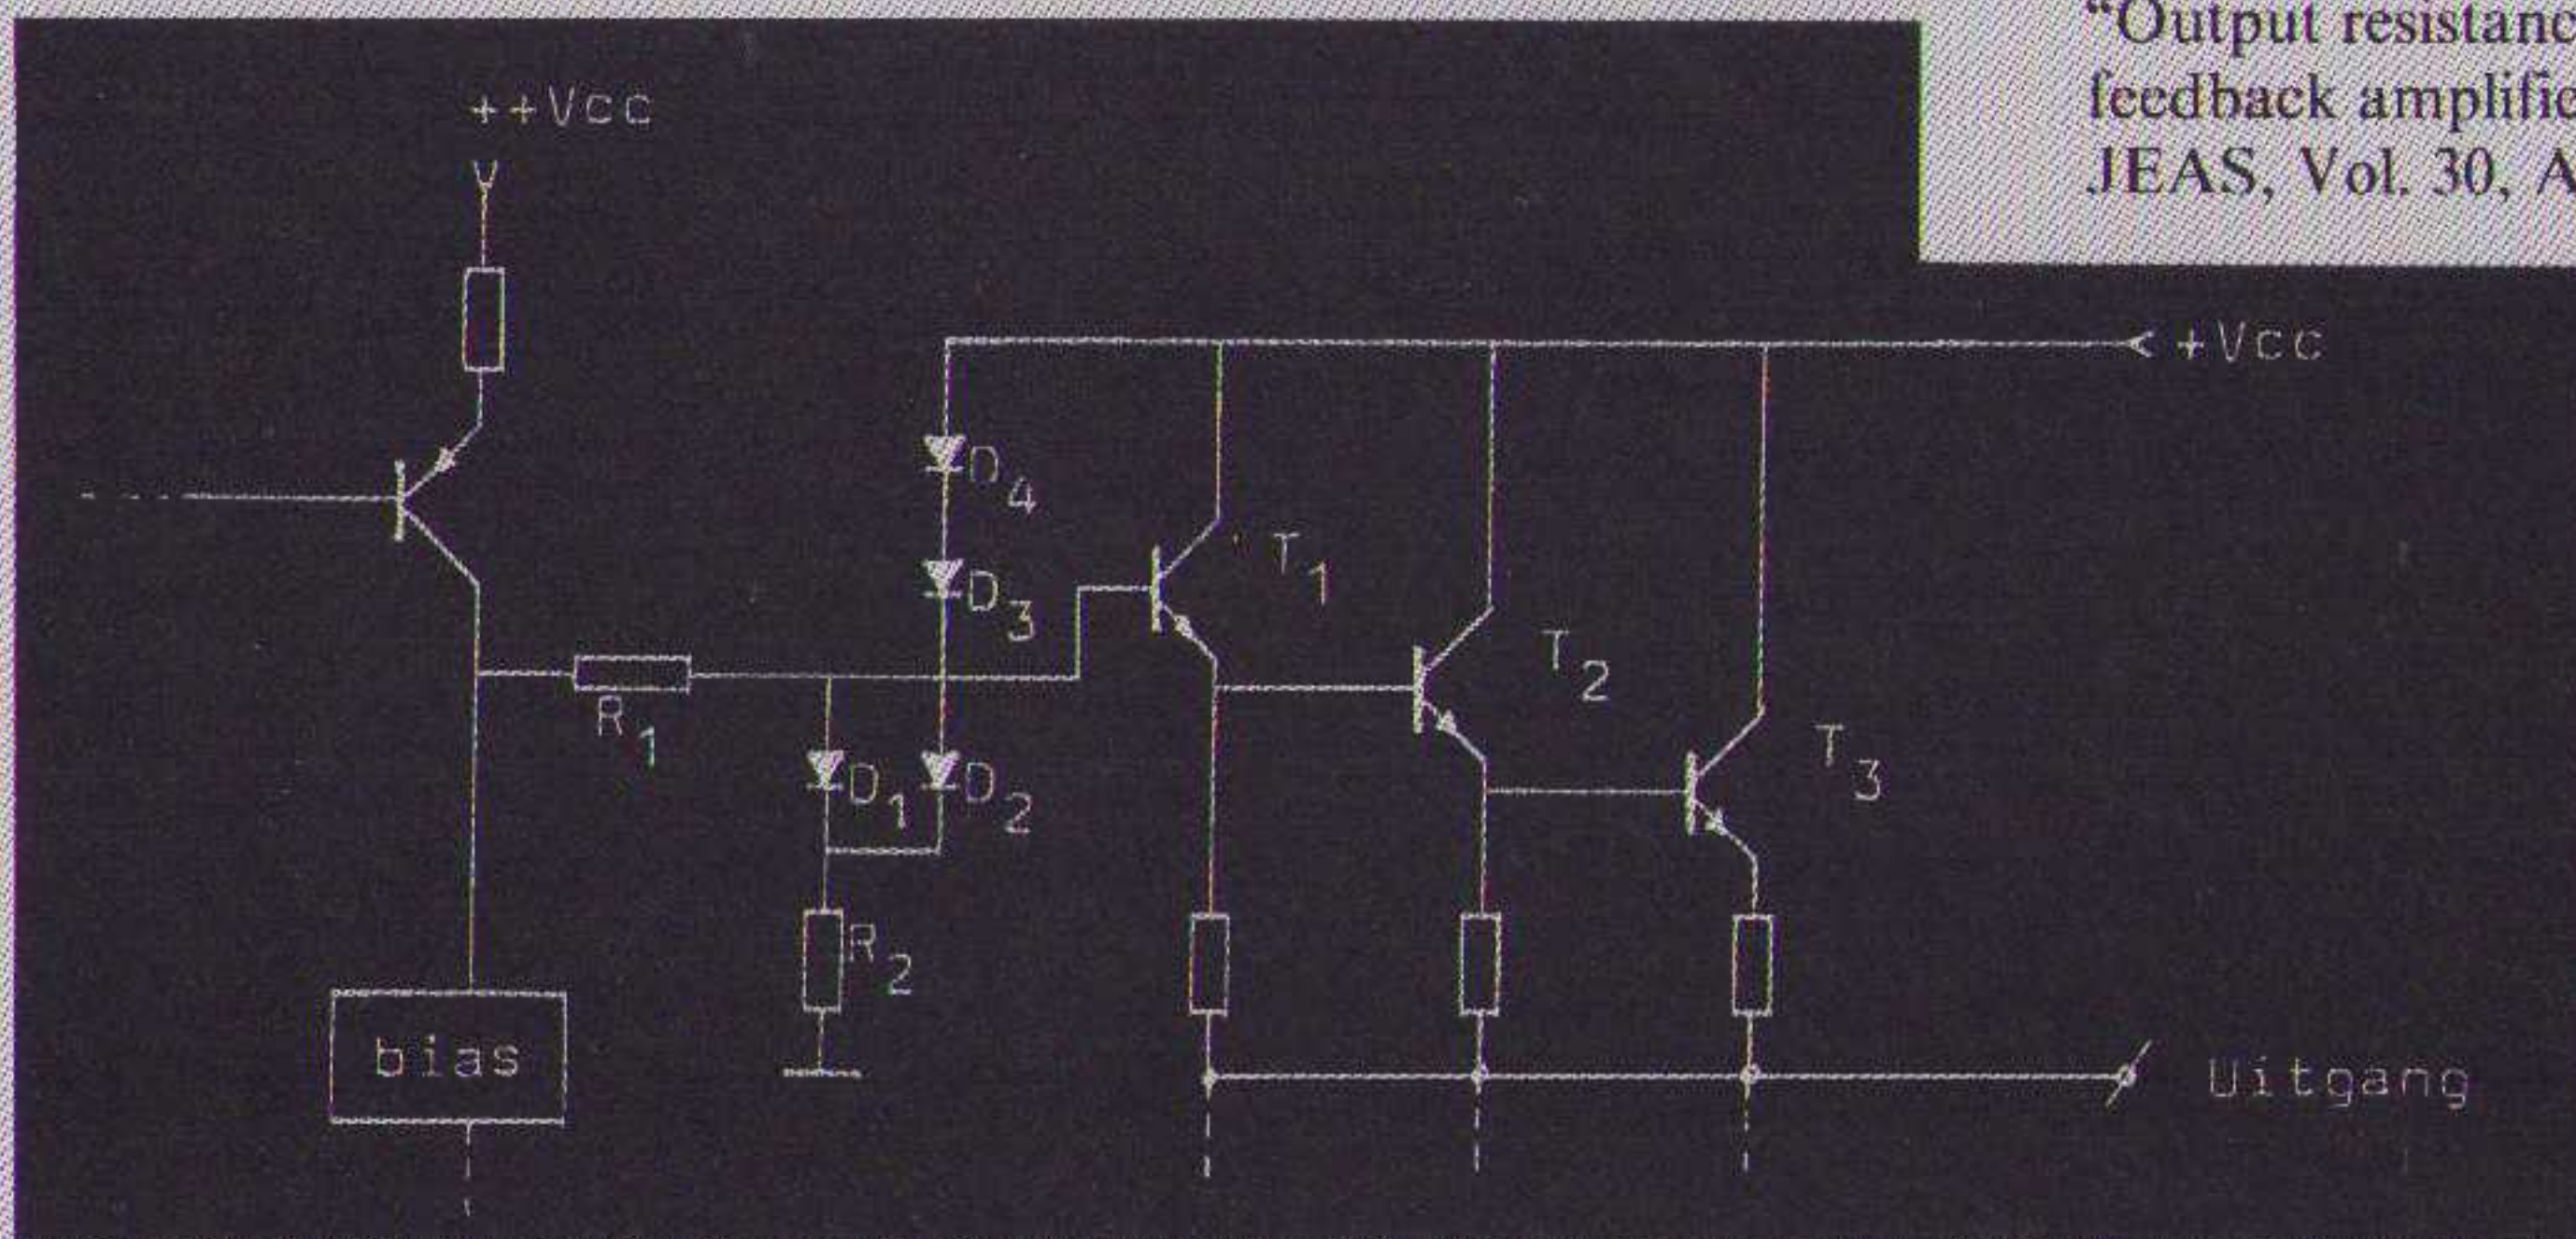 “Output resistanc
feedback amplifie
JEAS, Vol. 30, A
++Vcc
+Vcc
D4
T1
D3
T2
R1
T3
D1
D2
R2
bias
Uitgang